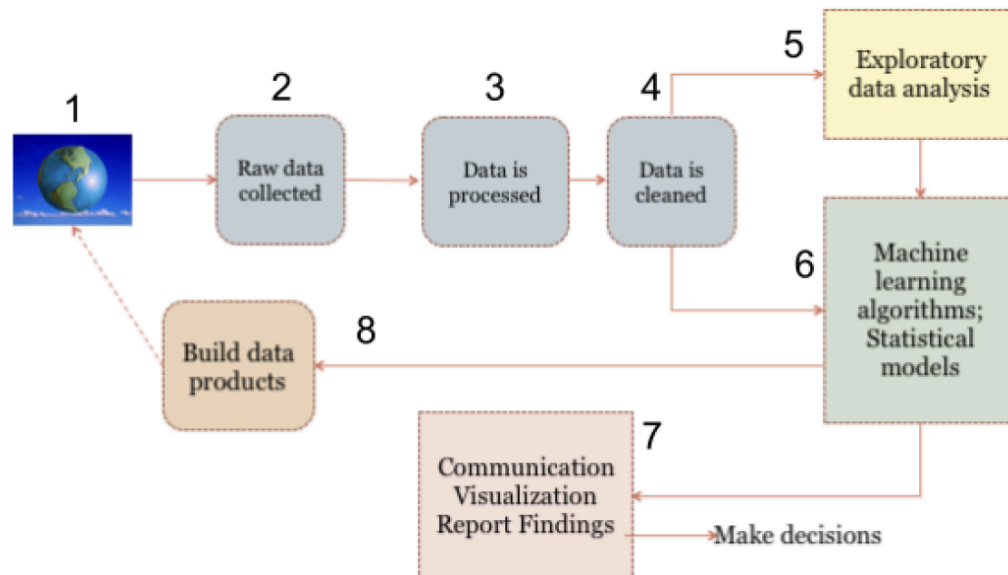 1
2
Raw data
collected
3
Data is
processed
4
Data is
cleaned
5
Exploratory
data analysis
6
Machine
learning
algorithms;
Statistical
models
7
Communication
Visualization
Report Findings
Make decisions
8
Build data
products